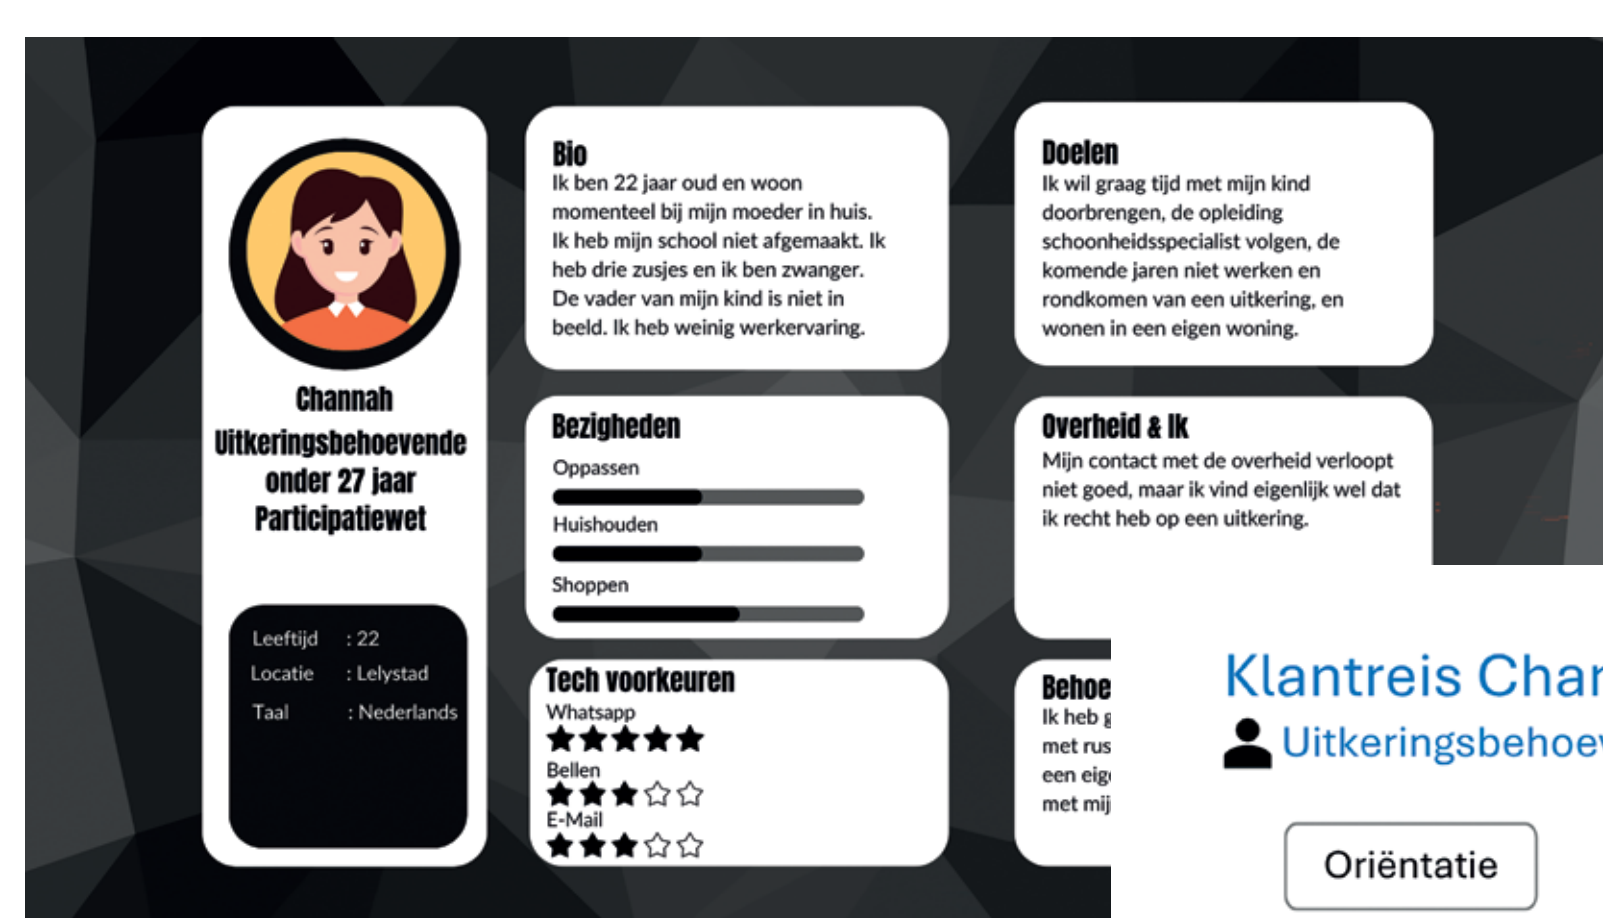 Channah
Uitkeringsbehoevende
onder 27 jaar
Participatiewet
Leeftijd : 22
Locatie : Lelystad
Taal : Nederlands
Bio
Ik ben 22 jaar oud en woon
momenteel bij mijn moeder in huis.
Ik heb mijn school niet afgemaakt. Ik
heb drie zusjes en ik ben zwanger.
De vader van mijn kind is niet in
beeld. Ik heb weinig werkervaring.
Doelen
Ik wil graag tijd met mijn kind
doorbrengen, de opleiding
schoonheidsspecialist volgen, de
komende jaren niet werken en
rondkomen van een uitkering, en
wonen in een eigen woning.
Bezigheden
Oppassen
Huishouden
Shoppen
Overheid & Ik
Mijn contact met de overheid verloopt
niet goed, maar ik vind eigenlijk wel dat
ik recht heb op een uitkering.
Tech voorkeuren
Whatsapp
Bellen
E-Mail
Ik heb
met
een
met
Klantreis
Oriëntatie